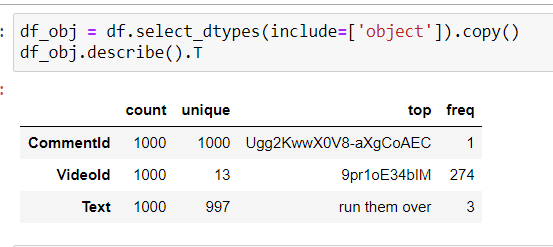 : df_obj = df.select_dtypes(include=['object']).copy()
df_obj.describe().T
:
count unique top freq
CommentId 1000 1000 Ugg2KwwX0V8-aXgCoAEC 1
VideoId 1000 13 9pr1oE34bIM 274
Text 1000 997 run them over 3